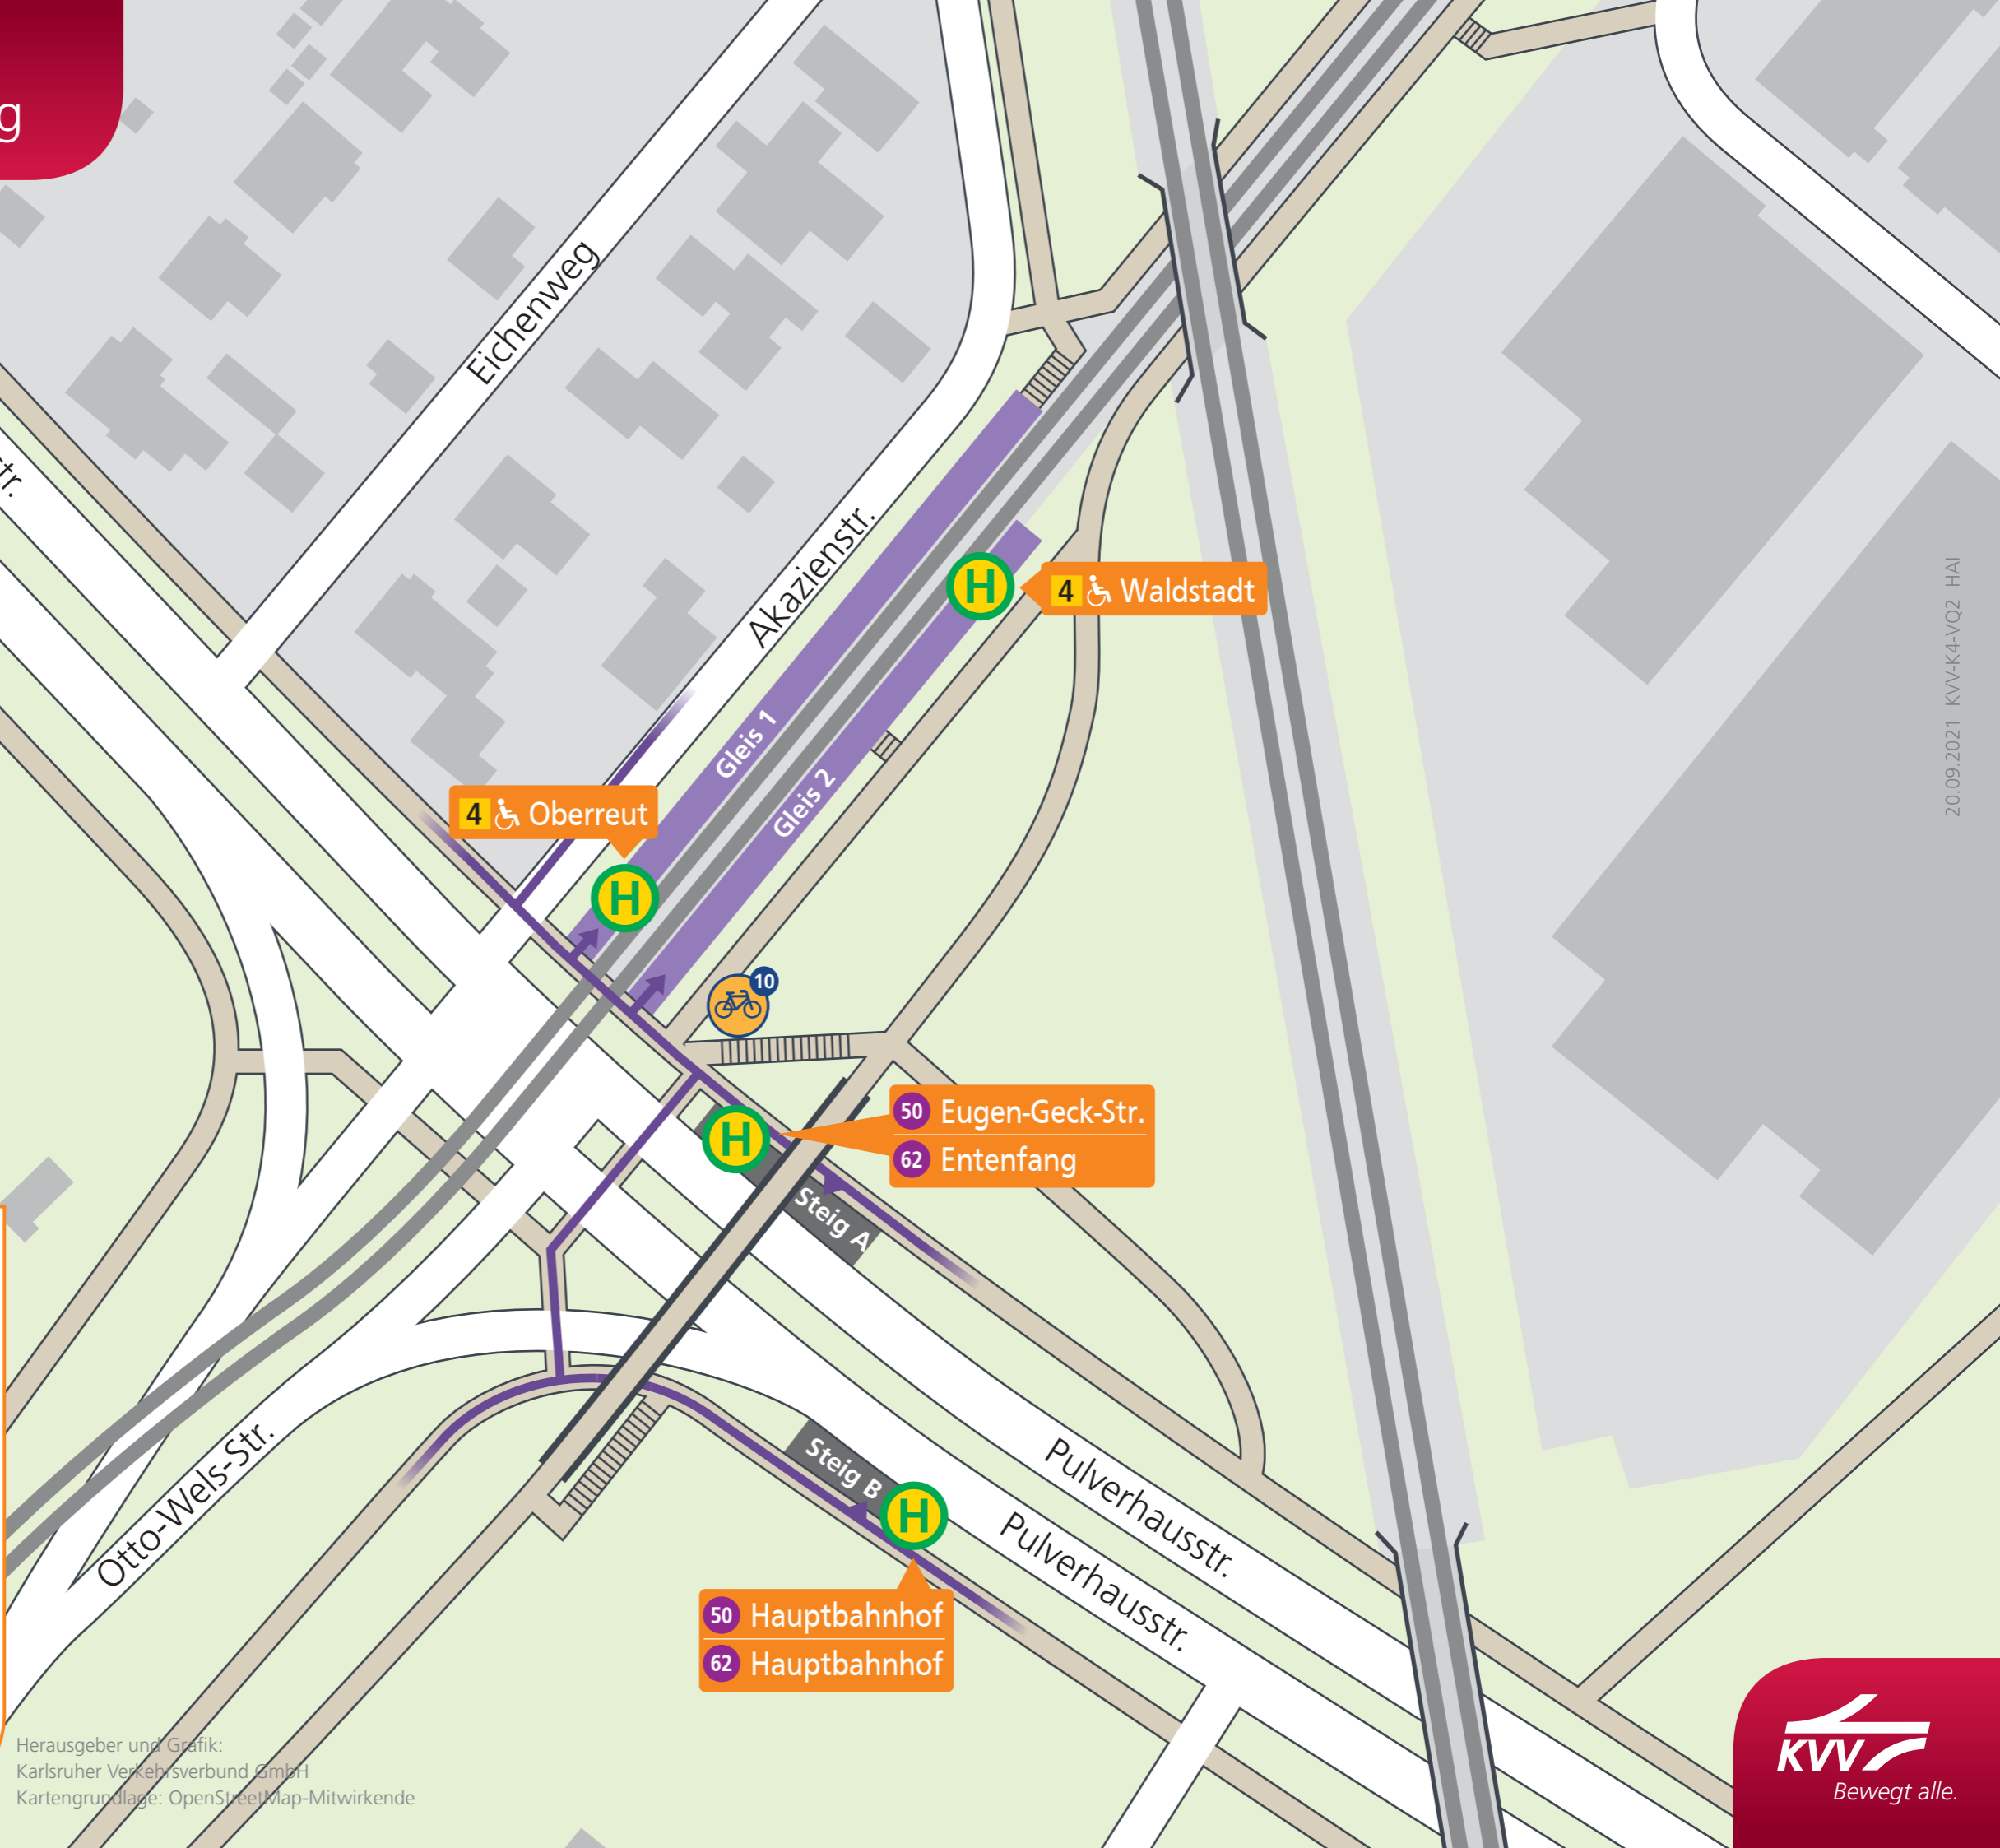 g
Eichenweg
tr.
Akazienstr.
4 Waldstadt
Gleis 1
Gleis 2
4 Oberreut
H
H
10
50 Eugen-Geck-Str.
62 Entenfang
H
Steig A
Steig B
H
50 Hauptbahnhof
62 Hauptbahnhof
Pulverhausstr.
Pulverhausstr.
Otto-Wels-Str.
20.09.2021 KVV-K4-VQ2 HAI
Herausgeber und Grafik:
Karlsruher Verkehrsverbund GmbH
Kartengrundlage: OpenStreetMap-Mitwirkende
KVV
Bewegt alle.